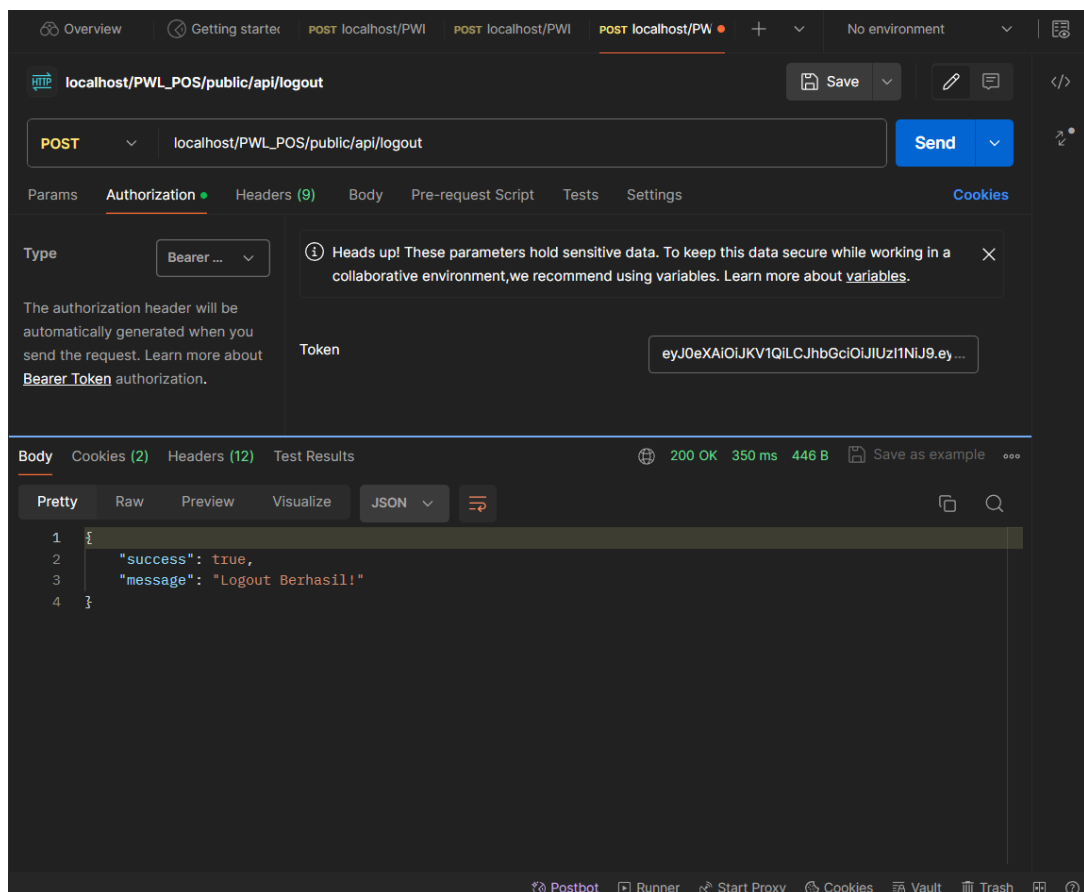 Overview Getting started POST localhost/PWI POST localhost/PWI POST localhost/PW No environment
HTTP localhost/PWL_POS/public/api/logout Save </>
POST localhost/PWL_POS/public/api/logout Send
Params Authorization Headers (9) Body Pre-request Script Tests Settings Cookies
Type Bearer ...
Heads up! These parameters hold sensitive data. To keep this data secure while working in a
collaborative environment,we recommend using variables. Learn more about variables.
The authorization header will be
automatically generated when you
send the request. Learn more about
Bearer Token authorization.
Token eyJ0eXAiOiJKV1QiLCJhbGciOiJIUzI1NiJ9.ey...
Body Cookies (2) Headers (12) Test Results 200 OK 350 ms 446 B Save as example
Pretty Raw Preview Visualize JSON
1 {
2 "success": true,
3 "message": "Logout Berhasil!"
4 }
Postbot Runner Start Proxy Cookies Vault Trash